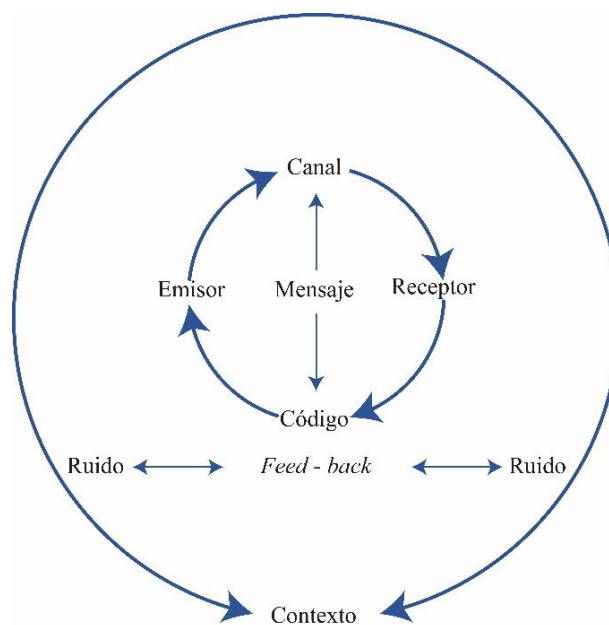 Canal
Emisor Mensaje Receptor
Código
Ruido Feed - back Ruido
Contexto